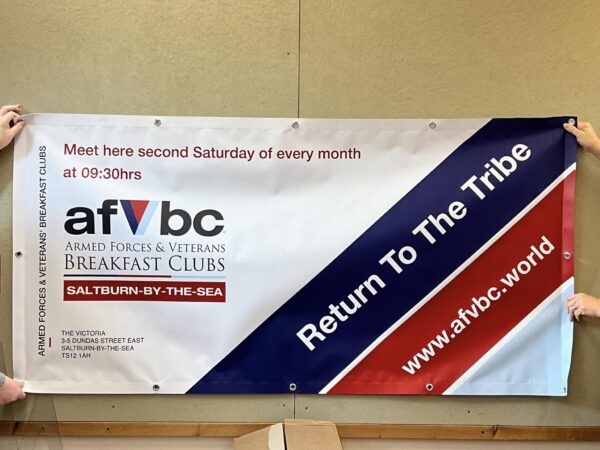 ARMED FORCES & VETERANS' BREAKFAST CLUBS
Meet here second Saturday of every month
at 09:30hrs
afVbc
ARMED FORCES & VETERANS
BREAKFAST CLUBS
SALTBURN-BY-THE-SEA
THE VICTORIA
3-5 DUNDAS STREET EAST
SALTBURN-BY-THE-SEA
TS12 1AH
Return To The Tribe
www.afvbc.world